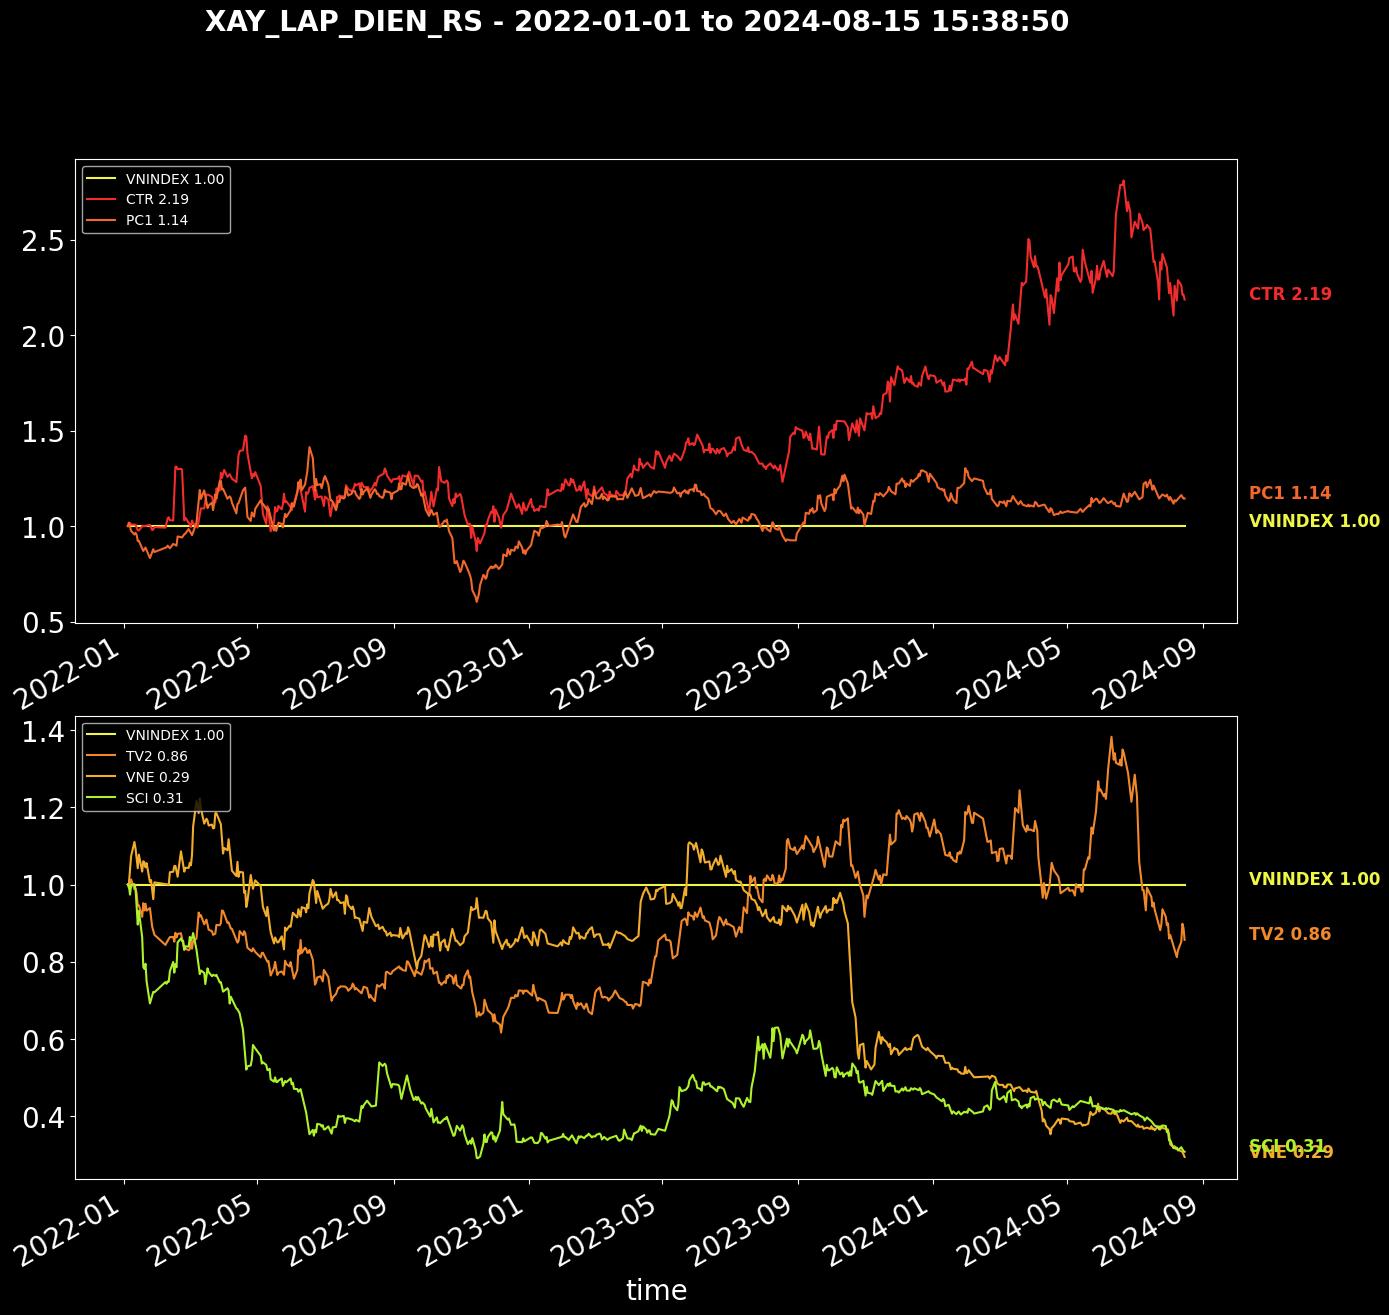 XAY_LAP_DIEN_RS - 2022-01-01 to 2024-08-15 15:38:50
VNINDEX 1.00
CTR 2.19
PC1 1.14
2.5
2.0
1.5
1.0
0.5
CTR 2.19
PC1 1.14
VNINDEX 1.00
2022-01
2022-05
2022-09
2023-01
2023-05
2023-09
2024-01
2024-05
2024-09
VNINDEX 1.00
TV2 0.86
VNE 0.29
SCI 0.31
1.4
1.2
1.0
0.8
0.6
0.4
VNINDEX 1.00
TV2 0.86
SCI 0.31
VNE 0.29
2022-01
2022-05
2022-09
2023-01
2023-05
2023-09
2024-01
2024-05
2024-09
time